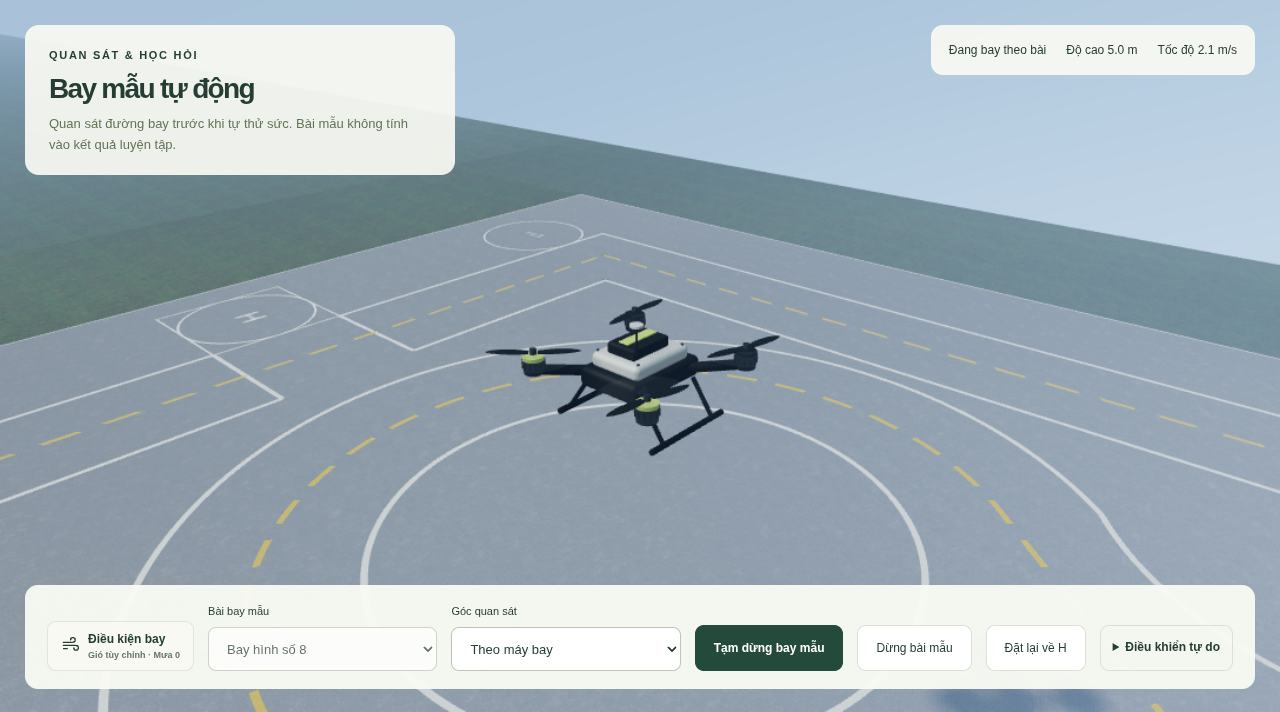 QUAN SÁT & HỌC HỎI
Bay mẫu tự động
Quan sát đường bay trước khi tự thử sức. Bài mẫu không tính
vào kết quả luyện tập.
Đang bay theo bài Độ cao 5.0 m Tốc độ 2.1 m/s
H
Điều kiện bay
Gió tùy chỉnh · Mưa 0
Bài bay mẫu
Bay hình số 8
Góc quan sát
Theo máy bay
Tạm dừng bay mẫu
Dừng bài mẫu
Đặt lại về H
Điều khiển tự do